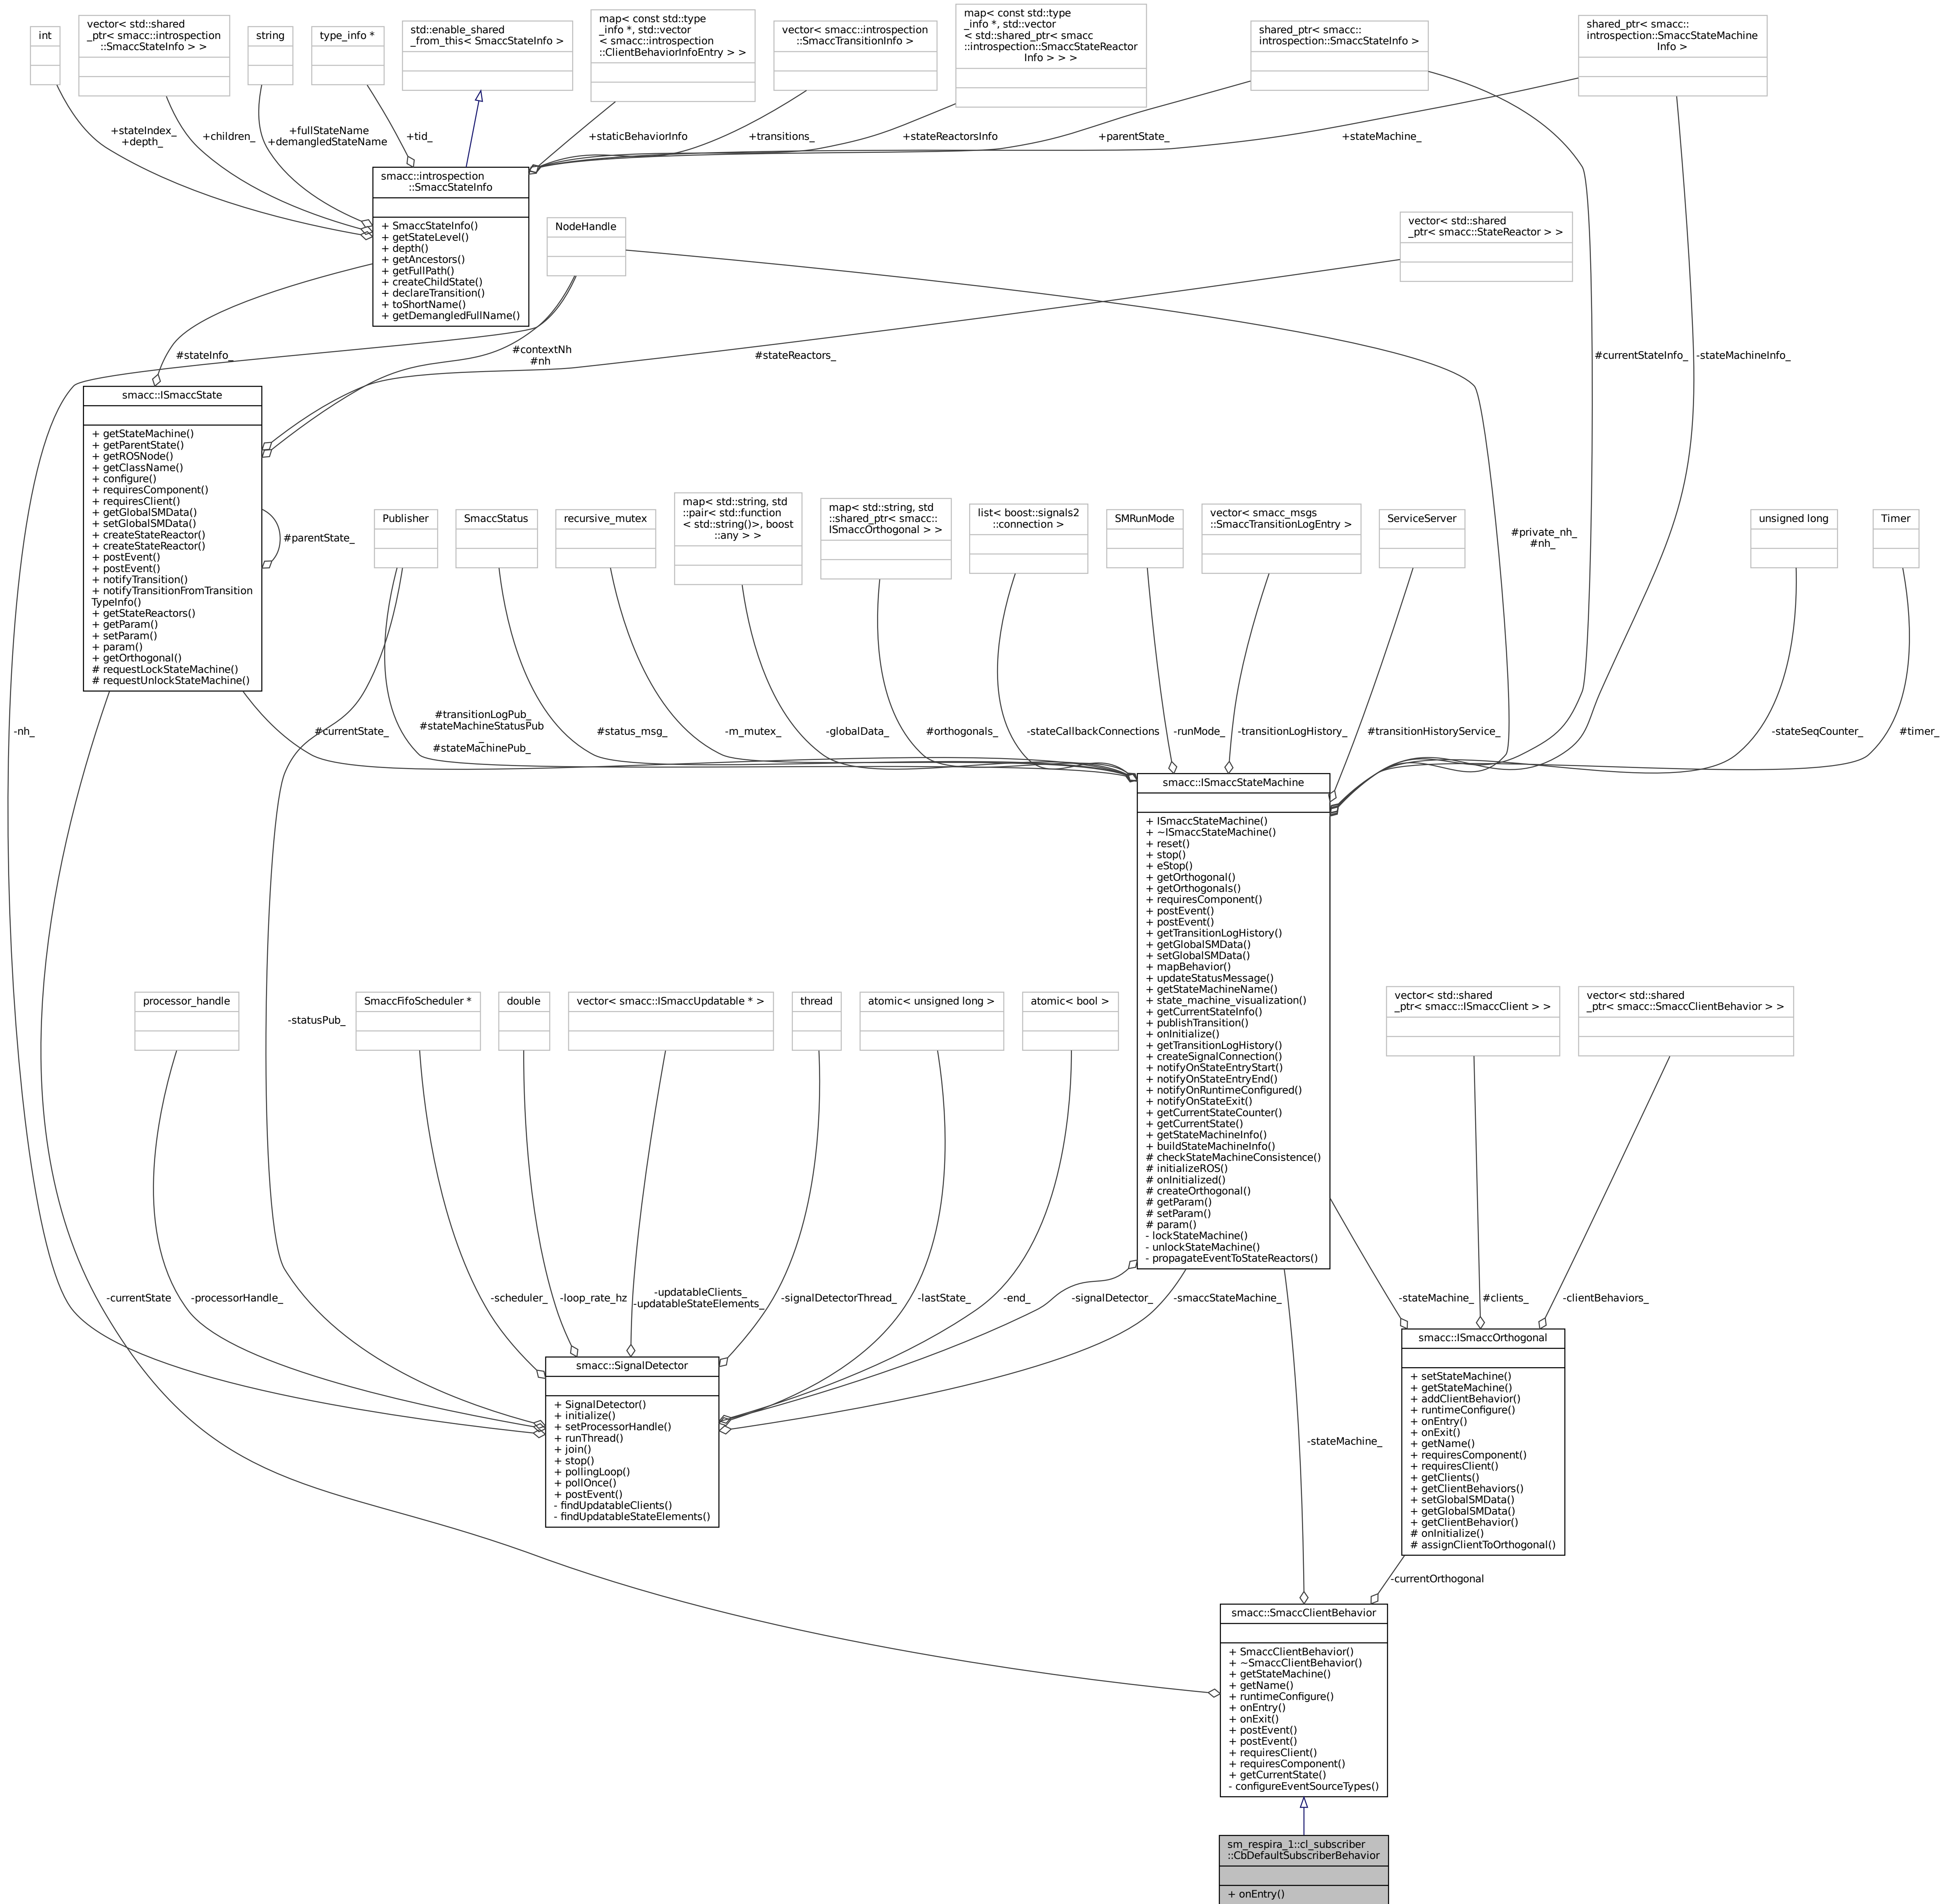 int
vector< std::shared
_ptr< smacc::introspection
::SmaccStateInfo > >
string
type_info *
std::enable_shared
_from_this< SmaccStateInfo >
map< const std::type
_info *, std::vector
< smacc::introspection
::ClientBehaviorInfoEntry > >
vector< smacc::introspection
::SmaccTransitionInfo >
map< const std::type
_info *, std::vector
< std::shared_ptr< smacc
::introspection::SmaccStateReactor
Info > > >
shared_ptr< smacc::
introspection::SmaccStateInfo >
shared_ptr< smacc::
introspection::SmaccStateMachine
Info >
+stateIndex_
+depth_
+children_
+fullStateName
+demangledStateName
+tid_
+staticBehaviorInfo
+transitions_
+stateReactorsInfo
+parentState_
+stateMachine_
smacc::introspection
::SmaccStateInfo
+ SmaccStateInfo()
+ getStateLevel()
+ depth()
+ getAncestors()
+ getFullPath()
+ createChildState()
+ declareTransition()
+ toShortName()
+ getDemangledFullName()
NodeHandle
vector< std::shared
_ptr< smacc::StateReactor > >
#stateInfo_
#contextNh
#nh
#stateReactors_
#currentStateInfo_
-stateMachineInfo_
smacc::ISmaccState
+ getStateMachine()
+ getParentState()
+ getROSNode()
+ getClassName()
+ configure()
+ requiresComponent()
+ requiresClient()
+ getGlobalSMData()
+ setGlobalSMData()
+ createStateReactor()
+ createStateReactor()
+ postEvent()
+ postEvent()
+ notifyTransition()
+ notifyTransitionFromTransition
TypeInfo()
+ getStateReactors()
+ getParam()
+ setParam()
+ param()
+ getOrthogonal()
# requestLockStateMachine()
# requestUnlockStateMachine()
#parentState_
Publisher
SmaccStatus
recursive_mutex
map< std::string, std
::pair< std::function
< std::string()>, boost
::any > >
map< std::string, std
::shared_ptr< smacc::
ISmaccOrthogonal > >
list< boost::signals2
::connection >
SMRunMode
vector< smacc_msgs
::SmaccTransitionLogEntry >
ServiceServer
#private_nh_
#nh_
unsigned long
Timer
-nh_
#currentState_
#transitionLogPub_
#stateMachineStatusPub
_
#stateMachinePub_
#status_msg_
-m_mutex_
-globalData_
#orthogonals_
-stateCallbackConnections
-runMode_
-transitionLogHistory_
#transitionHistoryService_
-stateSeqCounter_
#timer_
smacc::ISmaccStateMachine
+ ISmaccStateMachine()
+ ~ISmaccStateMachine()
+ reset()
+ stop()
+ eStop()
+ getOrthogonal()
+ getOrthogonals()
+ requiresComponent()
+ postEvent()
+ postEvent()
+ getTransitionLogHistory()
+ getGlobalSMData()
+ setGlobalSMData()
+ mapBehavior()
+ updateStatusMessage()
+ getStateMachineName()
+ state_machine_visualization()
+ getCurrentStateInfo()
+ publishTransition()
+ onInitialize()
+ getTransitionLogHistory()
+ createSignalConnection()
+ notifyOnStateEntryStart()
+ notifyOnStateEntryEnd()
+ notifyOnRuntimeConfigured()
+ notifyOnStateExit()
+ getCurrentStateCounter()
+ getCurrentState()
+ getStateMachineInfo()
+ buildStateMachineInfo()
# checkStateMachineConsistence()
# initializeROS()
# onInitialized()
# createOrthogonal()
# getParam()
# setParam()
# param()
- lockStateMachine()
- unlockStateMachine()
- propagateEventToStateReactors()
processor_handle
-statusPub_
SmaccFifoScheduler *
double
vector< smacc::ISmaccUpdatable * >
thread
atomic< unsigned long >
atomic< bool >
vector< std::shared
_ptr< smacc::ISmaccClient > >
vector< std::shared
_ptr< smacc::SmaccClientBehavior > >
-currentState
-processorHandle_
-scheduler_
-loop_rate_hz
-updatableClients_
-updatableStateElements_
-signalDetectorThread_
-lastState_
-end_
-signalDetector_
-smaccStateMachine_
-stateMachine_
#clients_
-clientBehaviors_
smacc::SignalDetector
+ SignalDetector()
+ initialize()
+ setProcessorHandle()
+ runThread()
+ join()
+ stop()
+ pollingLoop()
+ pollOnce()
+ postEvent()
- findUpdatableClients()
- findUpdatableStateElements()
smacc::ISmaccOrthogonal
+ setStateMachine()
+ getStateMachine()
+ addClientBehavior()
+ runtimeConfigure()
+ onEntry()
+ onExit()
+ getName()
+ requiresComponent()
+ requiresClient()
+ getClients()
+ getClientBehaviors()
+ setGlobalSMData()
+ getGlobalSMData()
+ getClientBehavior()
# onInitialize()
# assignClientToOrthogonal()
-stateMachine_
-currentOrthogonal
smacc::SmaccClientBehavior
+ SmaccClientBehavior()
+ ~SmaccClientBehavior()
+ getStateMachine()
+ getName()
+ runtimeConfigure()
+ onEntry()
+ onExit()
+ postEvent()
+ postEvent()
+ requiresClient()
+ requiresComponent()
+ getCurrentState()
- configureEventSourceTypes()
sm_respira_1::cl_subscriber
::CbDefaultSubscriberBehavior
+ onEntry()